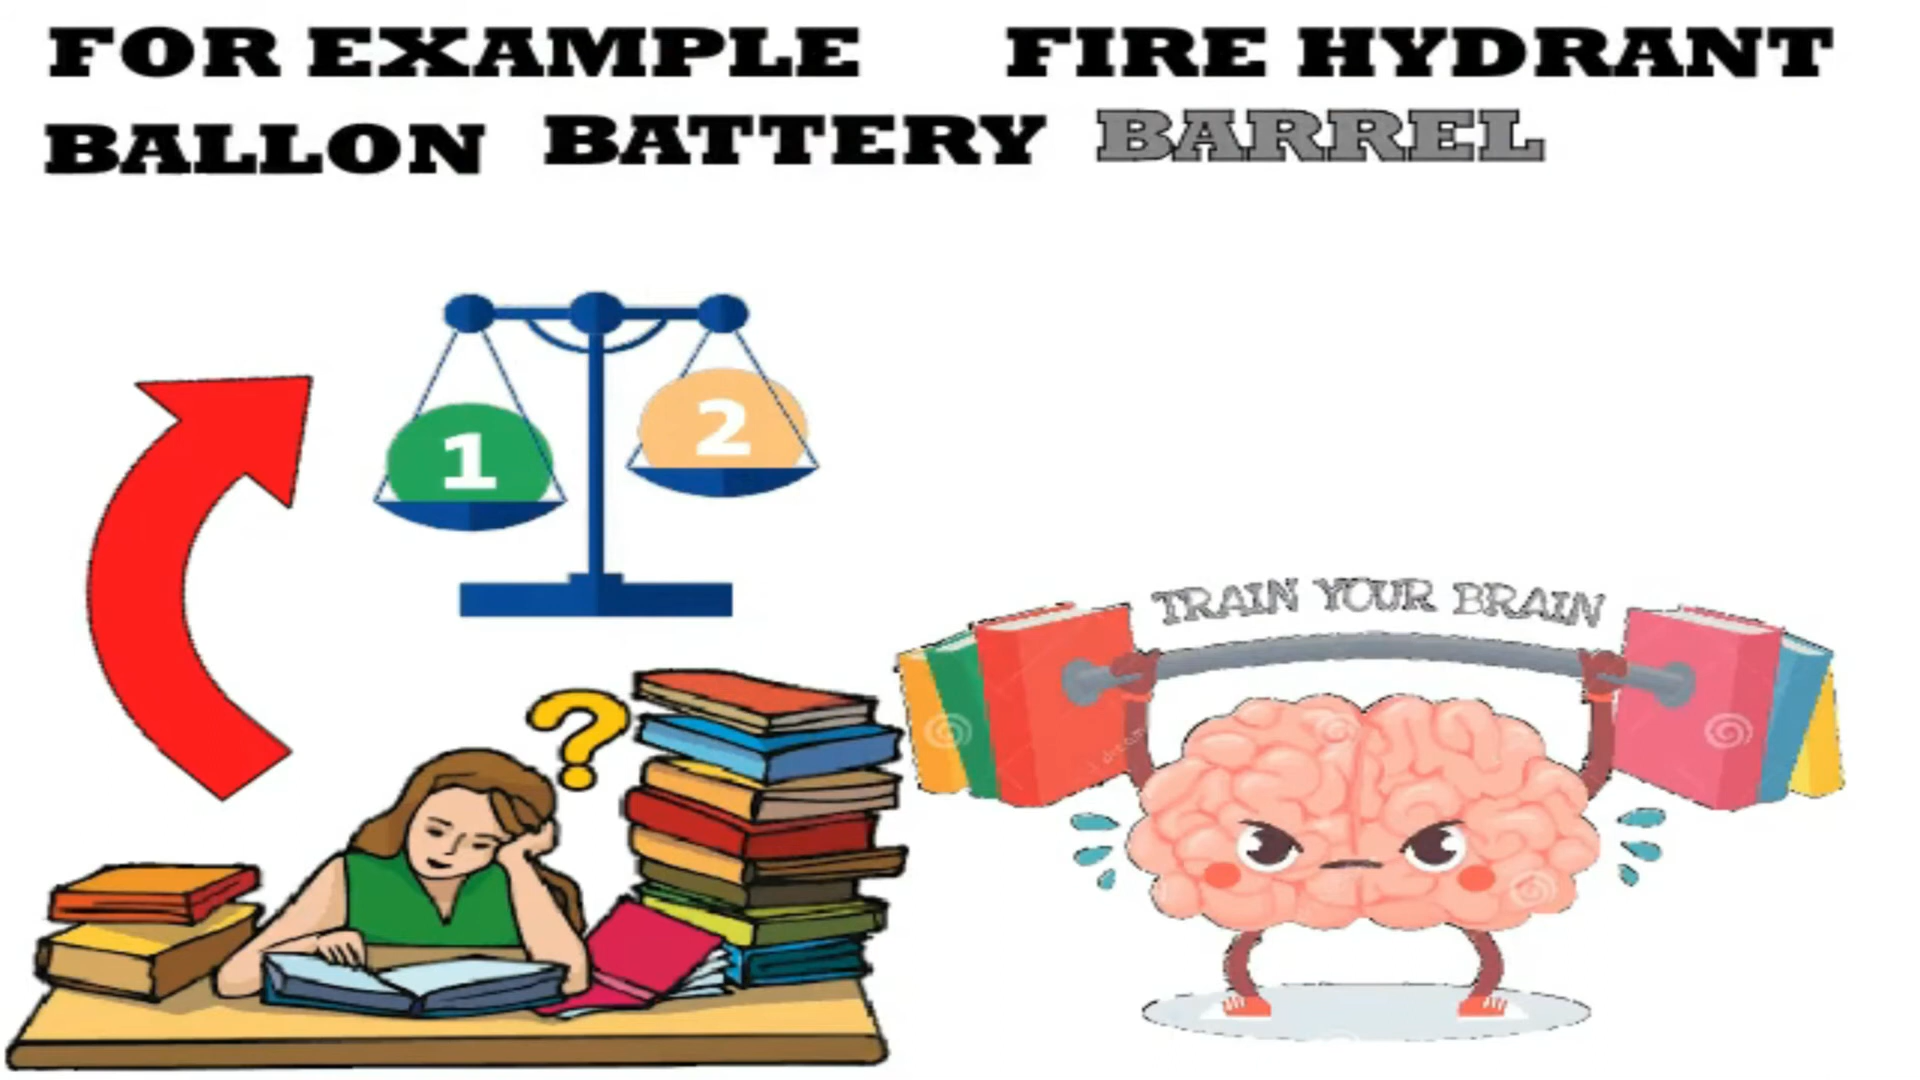 FOR EXAMPLE FIRE HYDRANT
BALLON BATTERY BARREL
1
2
?
TRAIN YOUR BRAIN